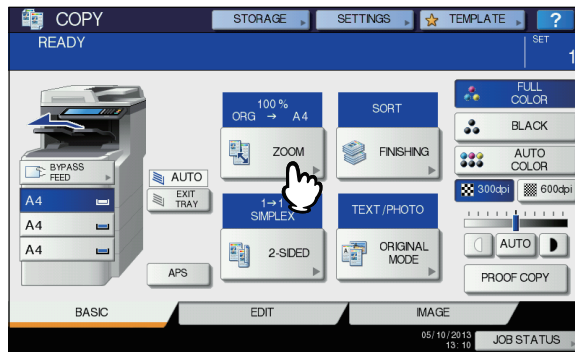 COPY
STORAGE
SETTINGS
TEMPLATE
?
READY
SET
1
100 %
ORG → A4
ZOOM
SORT
FINISHING
FULL
COLOR
BLACK
AUTO
COLOR
300dpi
600dpi
BYPASS
FEED
A4
A4
A4
AUTO
EXIT
TRAY
APS
1→1
SIMPLEX
2-SIDED
TEXT/PHOTO
ORIGINAL
MODE
AUTO
PROOF COPY
BASIC
EDIT
IMAGE
05/10/2013
13:10
JOB STATUS